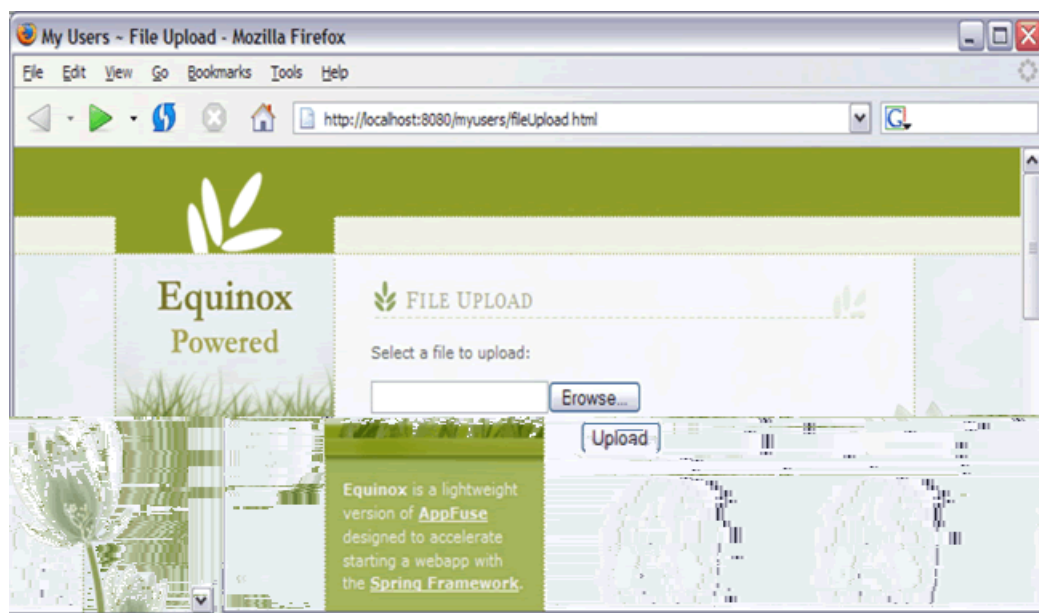 My Users ~ File Upload - Mozilla Firefox
File Edit View Go Bookmarks Tools Help
http://localhost:8080/myusers/fileUpload.html
G
Equinox
Powered
FILE UPLOAD
Select a file to upload:
Browse...
Upload
Equinox is a lightweight
version of AppFuse
designed to accelerate
starting a webapp with
the Spring Framework.